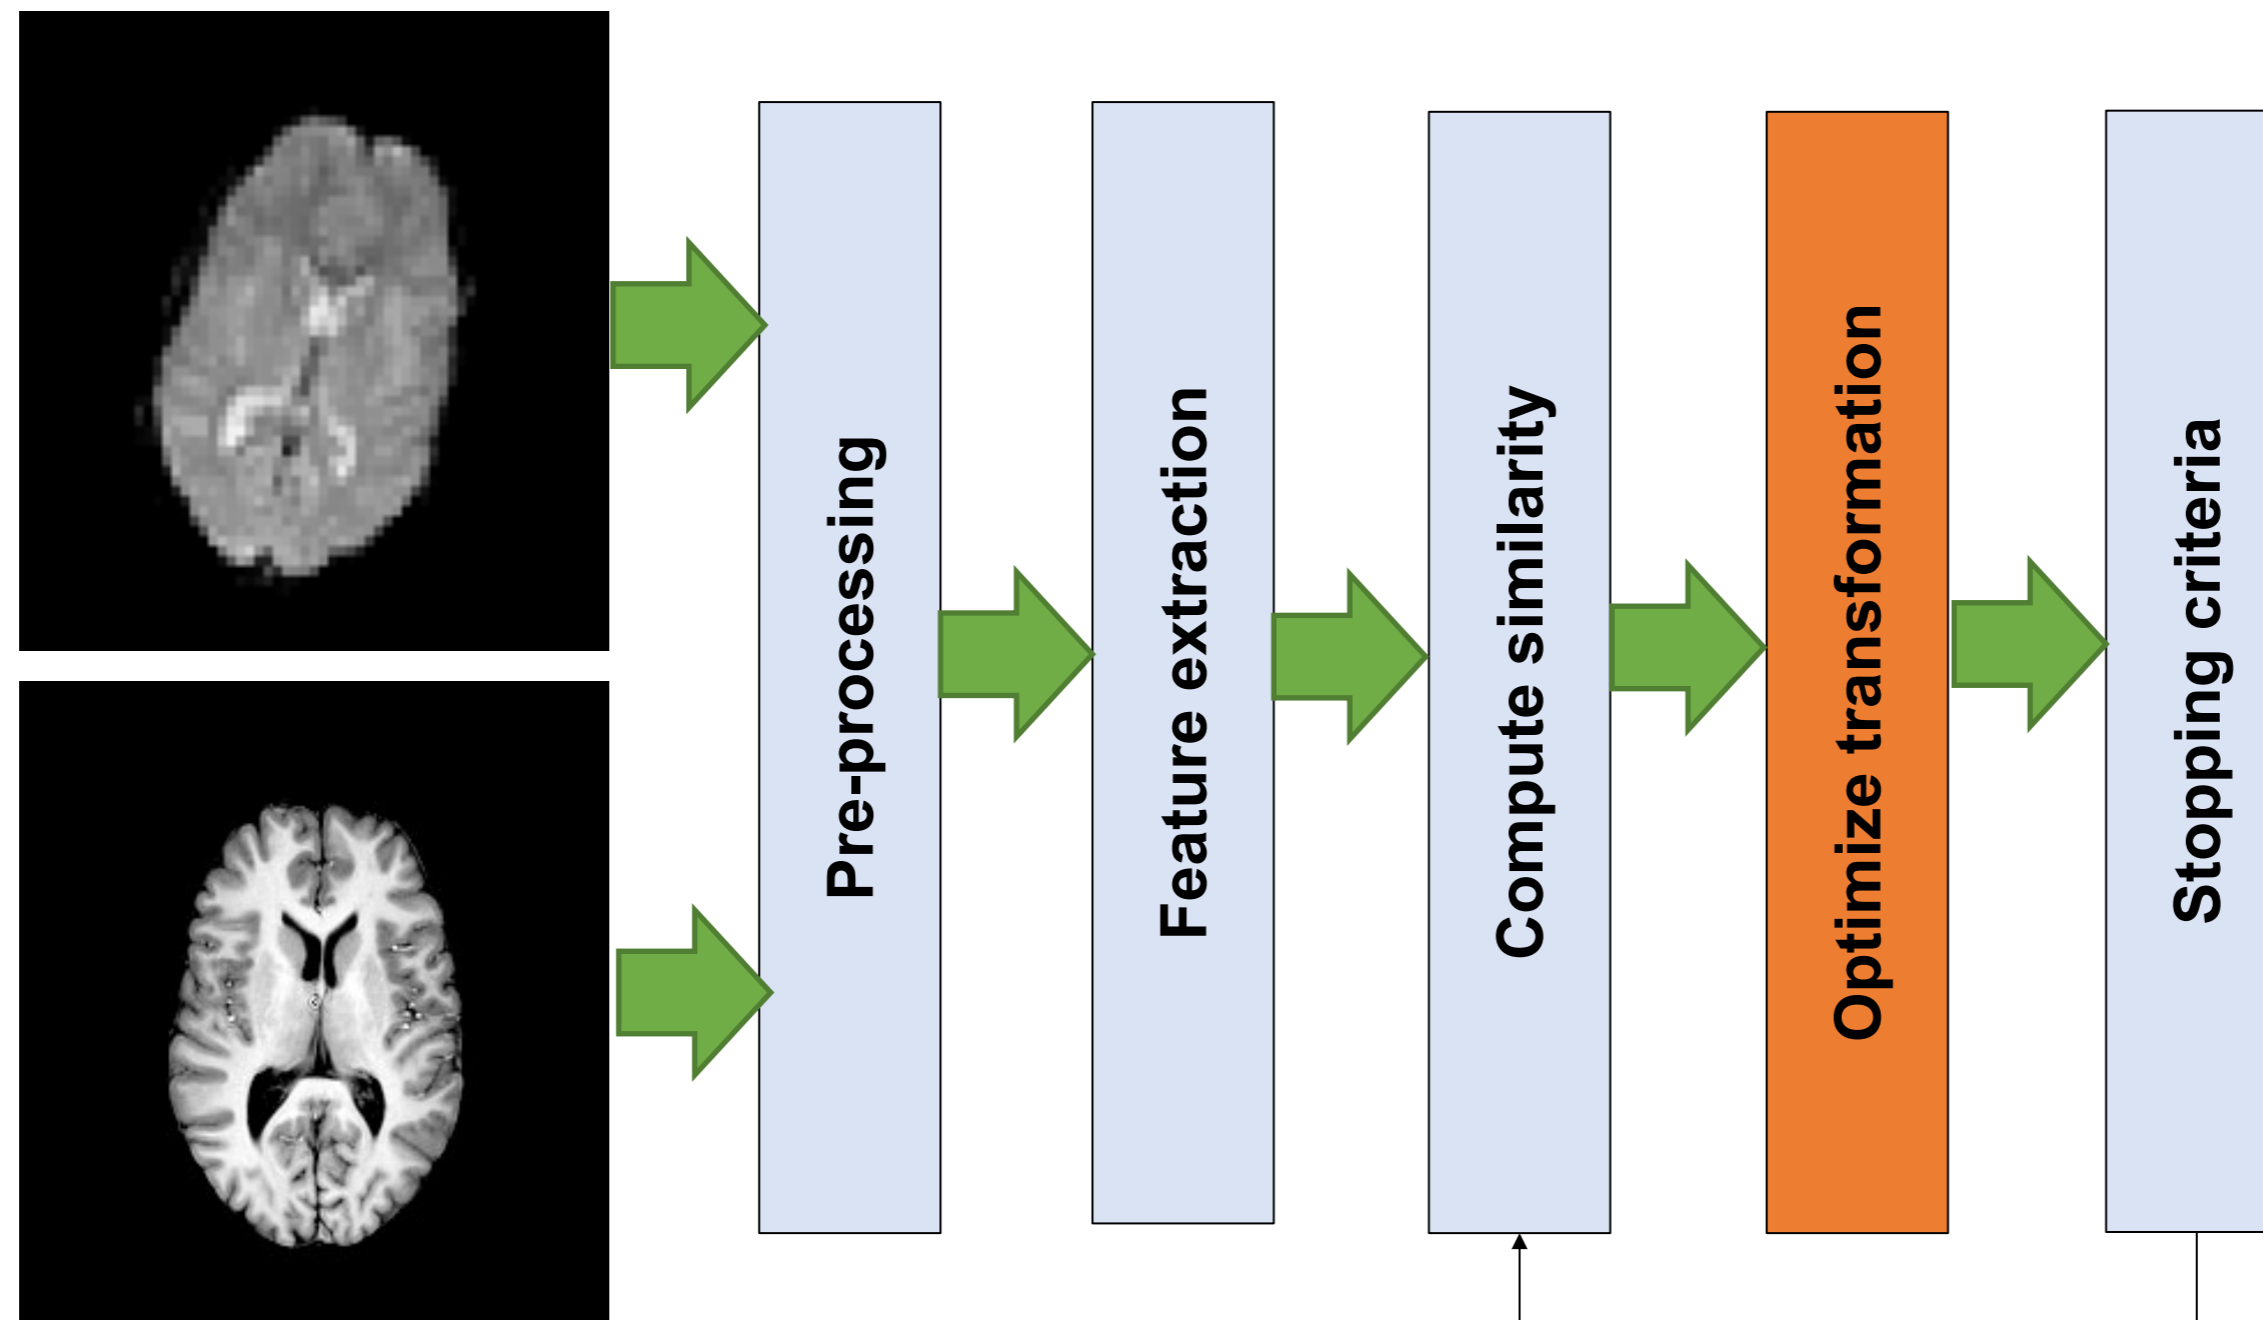 Pre-processing
Feature extraction
Compute similarity
Optimize transformation
Stopping criteria